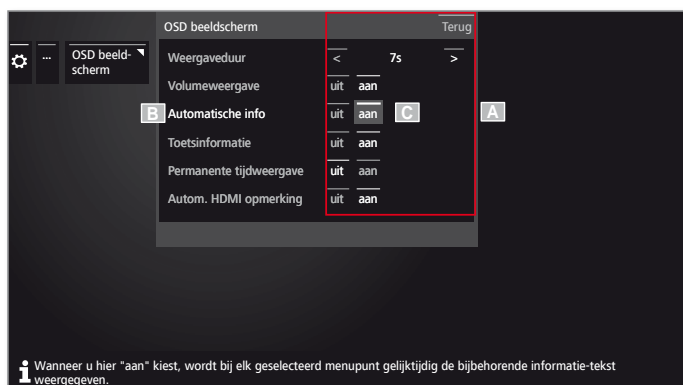 OSD beeldscherm Terug
... OSD beeld-
scherm
Weergaveduur < 7s >
Volumeweergave uit aan
B Automatische info uit aan C A
Toetsinformatie uit aan
Permanente tijdweergave uit aan
Autom. HDMI opmerking uit aan
i Wanneer u hier "aan" kiest, wordt bij elk geselecteerd menupunt gelijktijdig de bijbehorende informatie-tekst
weergegeven.